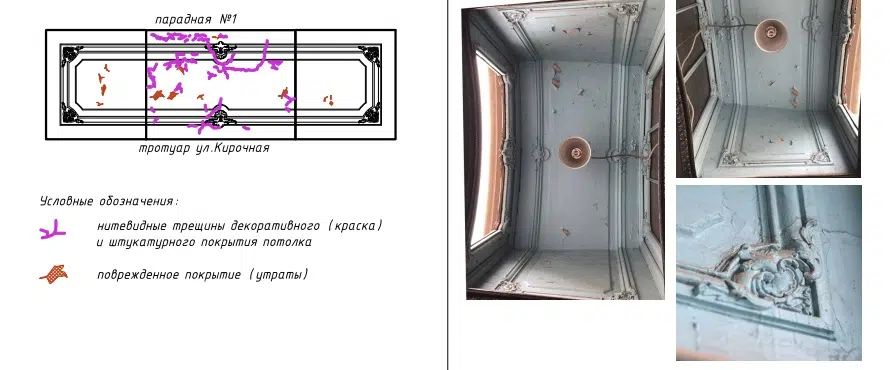 парадная №1
тротуар ул.Кирочная
Условные обозначения:
нитевидные трещины декоративного (краска)
и штукатурного покрытия потолка
поврежденное покрытие (утраты)